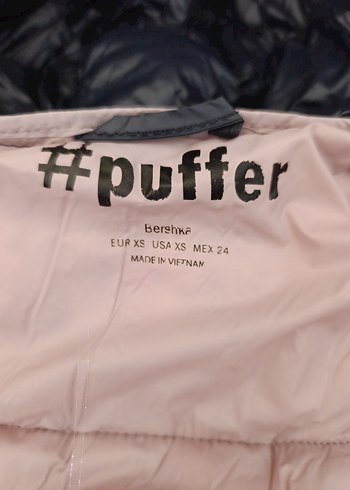 #puffer
Bershka
EUR XS USA XS MEX 24
MADE IN VIETNAM